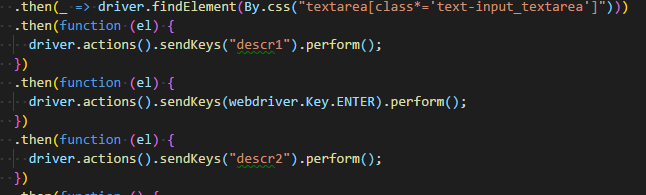 .then(_ => driver.findElement(By.css("textarea[class*='text-input_textarea']")))
.then(function (el) {
driver.actions().sendKeys("descr1").perform();
})
.then(function (el) {
driver.actions().sendKeys(webdriver.Key.ENTER).perform();
})
.then(function (el) {
driver.actions().sendKeys("descr2").perform();
})
.then(function () {